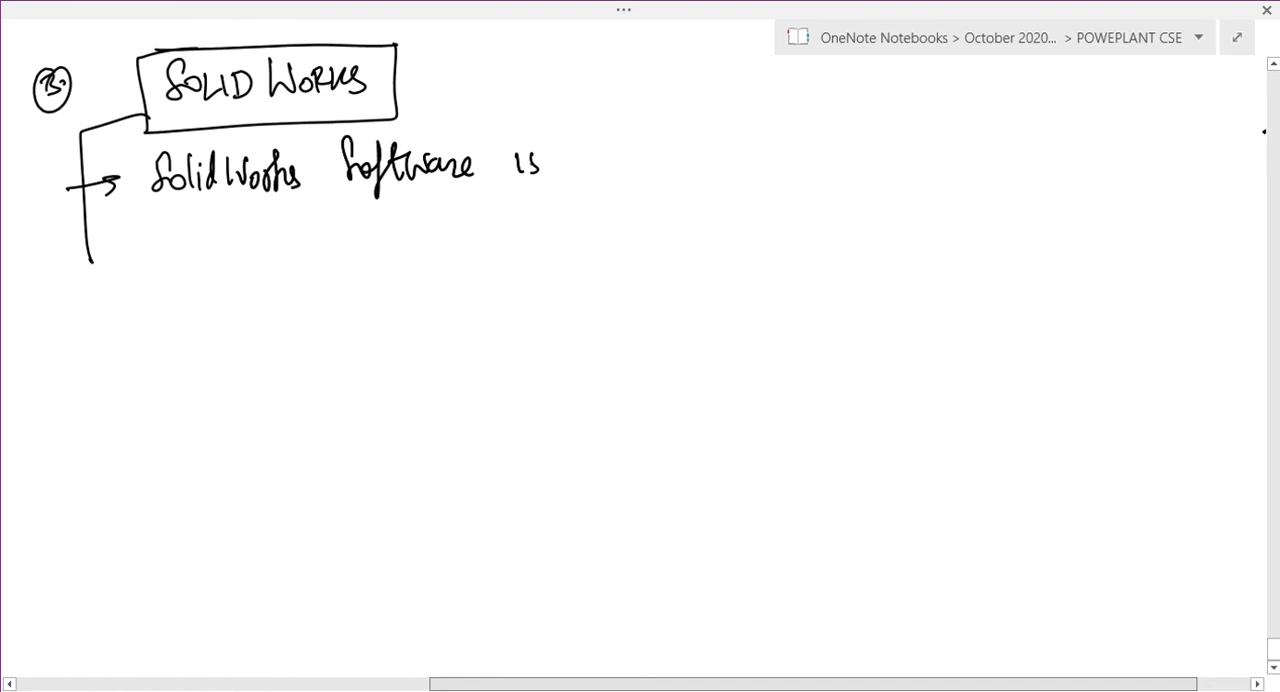 ...
OneNote Notebooks > October 2020... > POWEPLANT CSE
SOLID WORKS
SolidWorks Software is